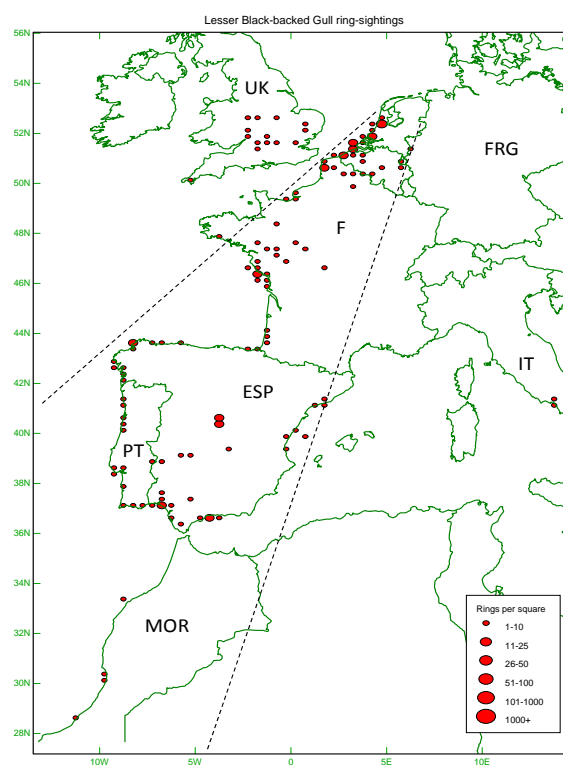 Lesser Black-backed Gull ring-sightings
56N
54N
UK
52N
FRG
50N
F
48N
46N
44N
IT
42N
ESP
40N
PT
38N
36N
34N
Rings per square
1-10
32N
MOR
11-25
26-50
30N
51-100
101-1000
28N
1000+
10W
5W
0
5E
10E